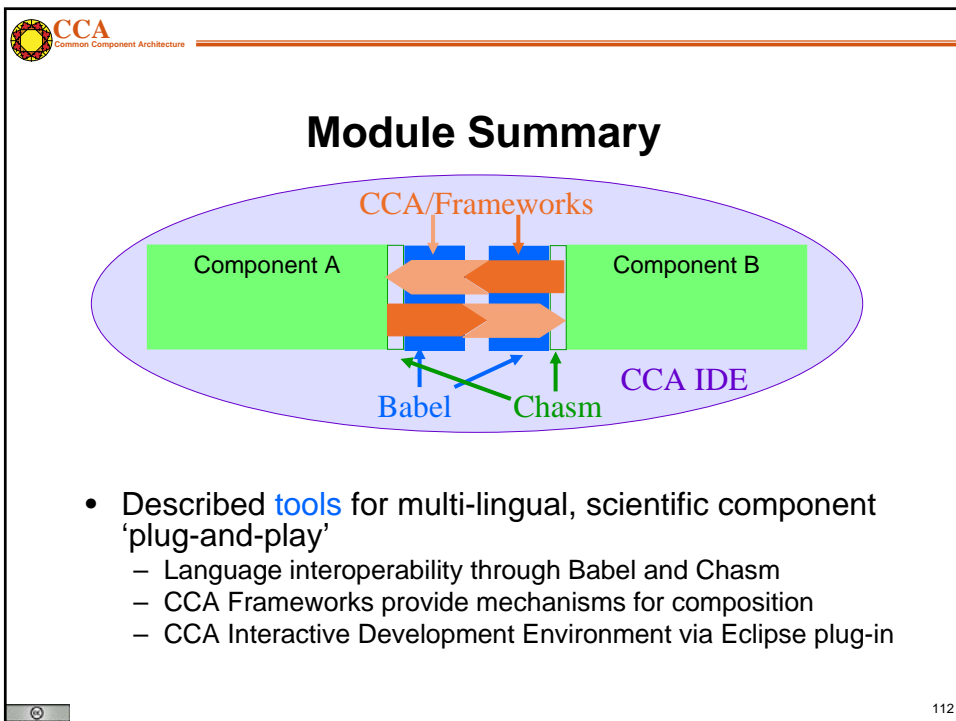 CCA
Common Component Architecture
Module Summary
CCA/Frameworks
Component A
Component B
CCA IDE
Babel
Chasm
• Described tools for multi-lingual, scientific component
‘plug-and-play’
– Language interoperability through Babel and Chasm
– CCA Frameworks provide mechanisms for composition
– CCA Interactive Development Environment via Eclipse plug-in
cc
112